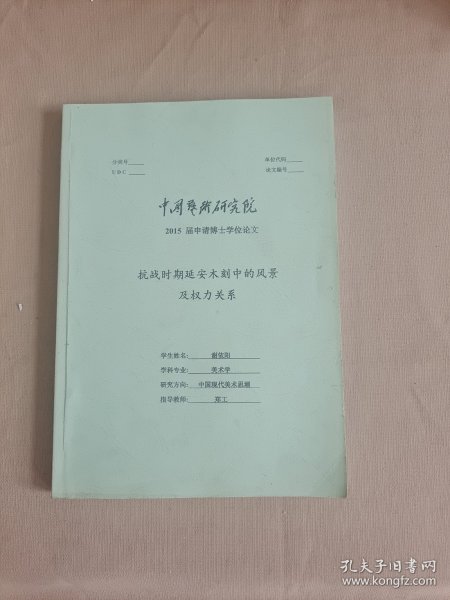 分类号
单位代码
UDC
论文编号
中国艺术研究院
2015 届申请博士学位论文
抗战时期延安木刻中的风景
及权力关系
学生姓名:
学科专业: 美术学
研究方向: 中国现代美术思潮
指导教师: 郑工
孔夫子旧书网
www.kongfz.com